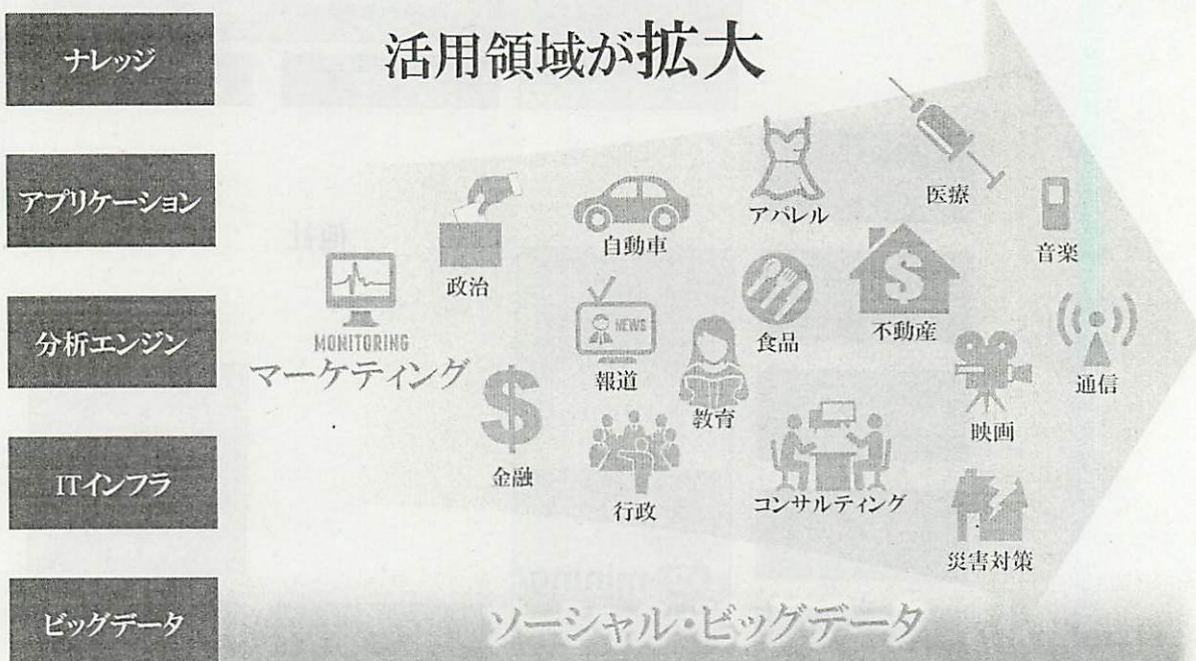 ナレッジ
活用領域が拡大
アプリケーション
分析エンジン
ITインフラ
ビッグデータ
MONITORING
マーケティング
政治
自動車
アパレル
医療
音楽
金融
報道
NEWS
教育
食品
不動産
通信
行政
コンサルティング
映画
災害対策
ソーシャル・ビッグデータ